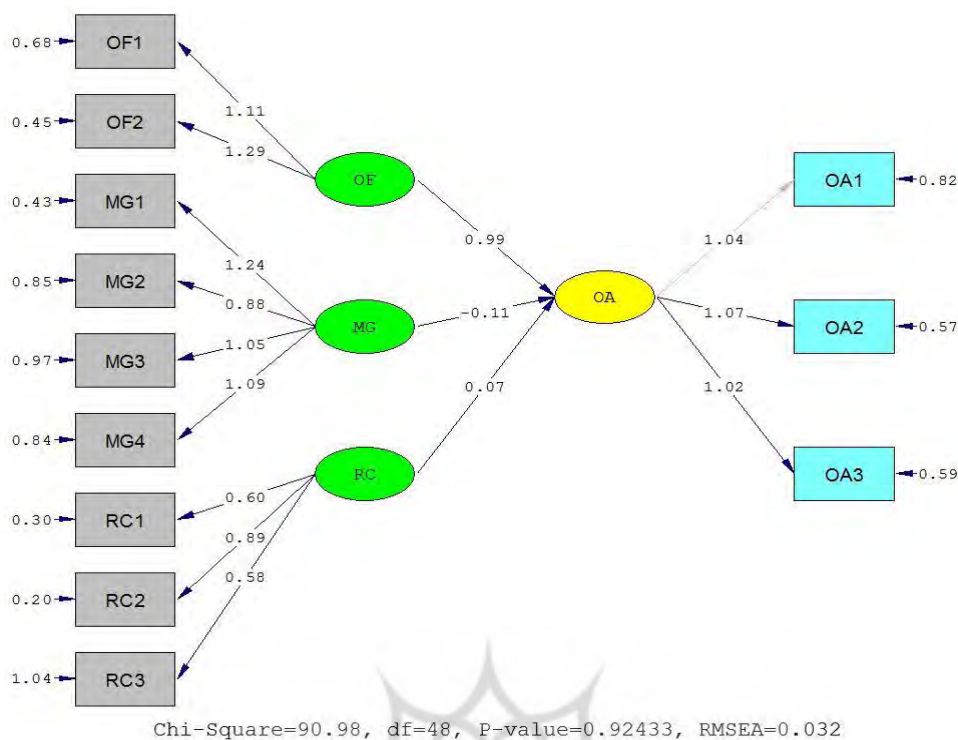 0.68 OF1
1.11
0.45 OF2
1.29
OF
OA1 0.82
0.43 MG1
0.99
1.04
1.24
0.85 MG2
0.88
OA
MG
-0.11
1.07
OA2 0.57
0.97 MG3
1.05
1.09
0.07
1.02
0.84 MG4
RC
OA3 0.59
0.60
0.30 RC1
0.89
0.58
0.20 RC2
1.04 RC3
Chi-Square=90.98, df=48, P-value=0.92433, RMSEA=0.032